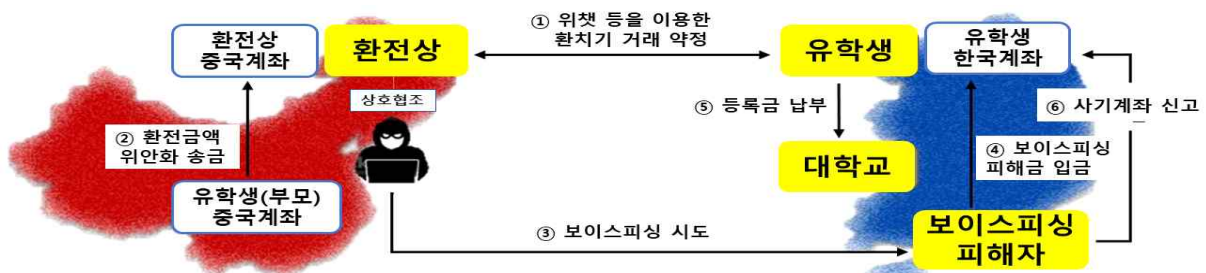 환전상
중국계좌
환전상
① 위챗 등을 이용한
환치기 거래 약정
유학생
유학생
한국계좌
상호협조
② 환전금액
위안화 송금
⑤ 등록금 납부
⑥ 사기계좌 신고
대학교
④ 보이스피싱
피해금 입금
유학생(부모)
중국계좌
③ 보이스피싱 시도
보이스피싱
피해자